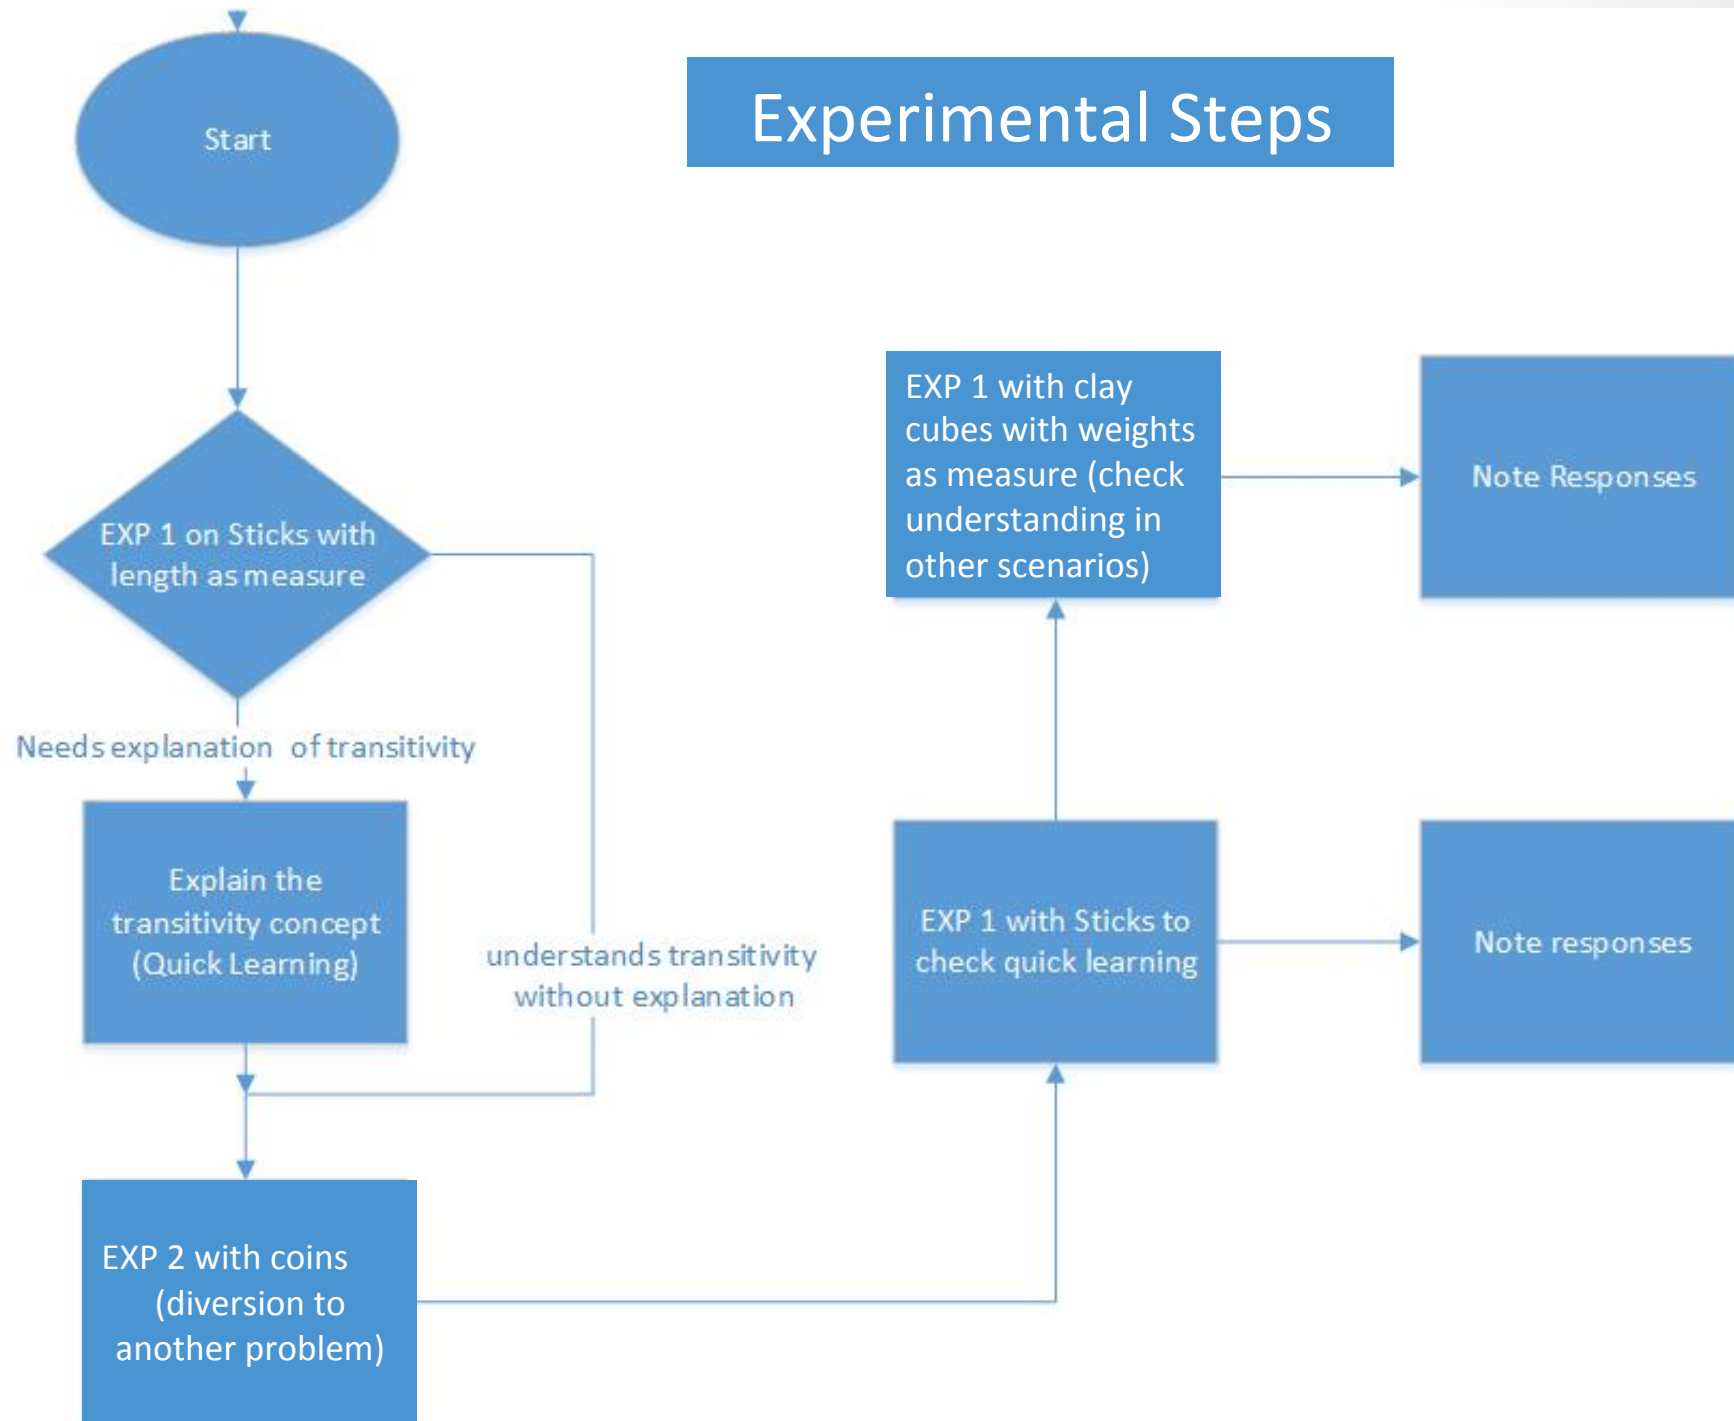 Experimental Steps
Start
EXP 1 on Sticks with
length as measure
Needs explanation of transitivity
Explain the
transitivity concept
(Quick Learning)
understands transitivity
without explanation
EXP 2 with coins
(diversion to
another problem)
EXP 1 with clay
cubes with weights
as measure (check
understanding in
other scenarios)
Note Responses
EXP 1 with Sticks to
check quick learning
Note responses